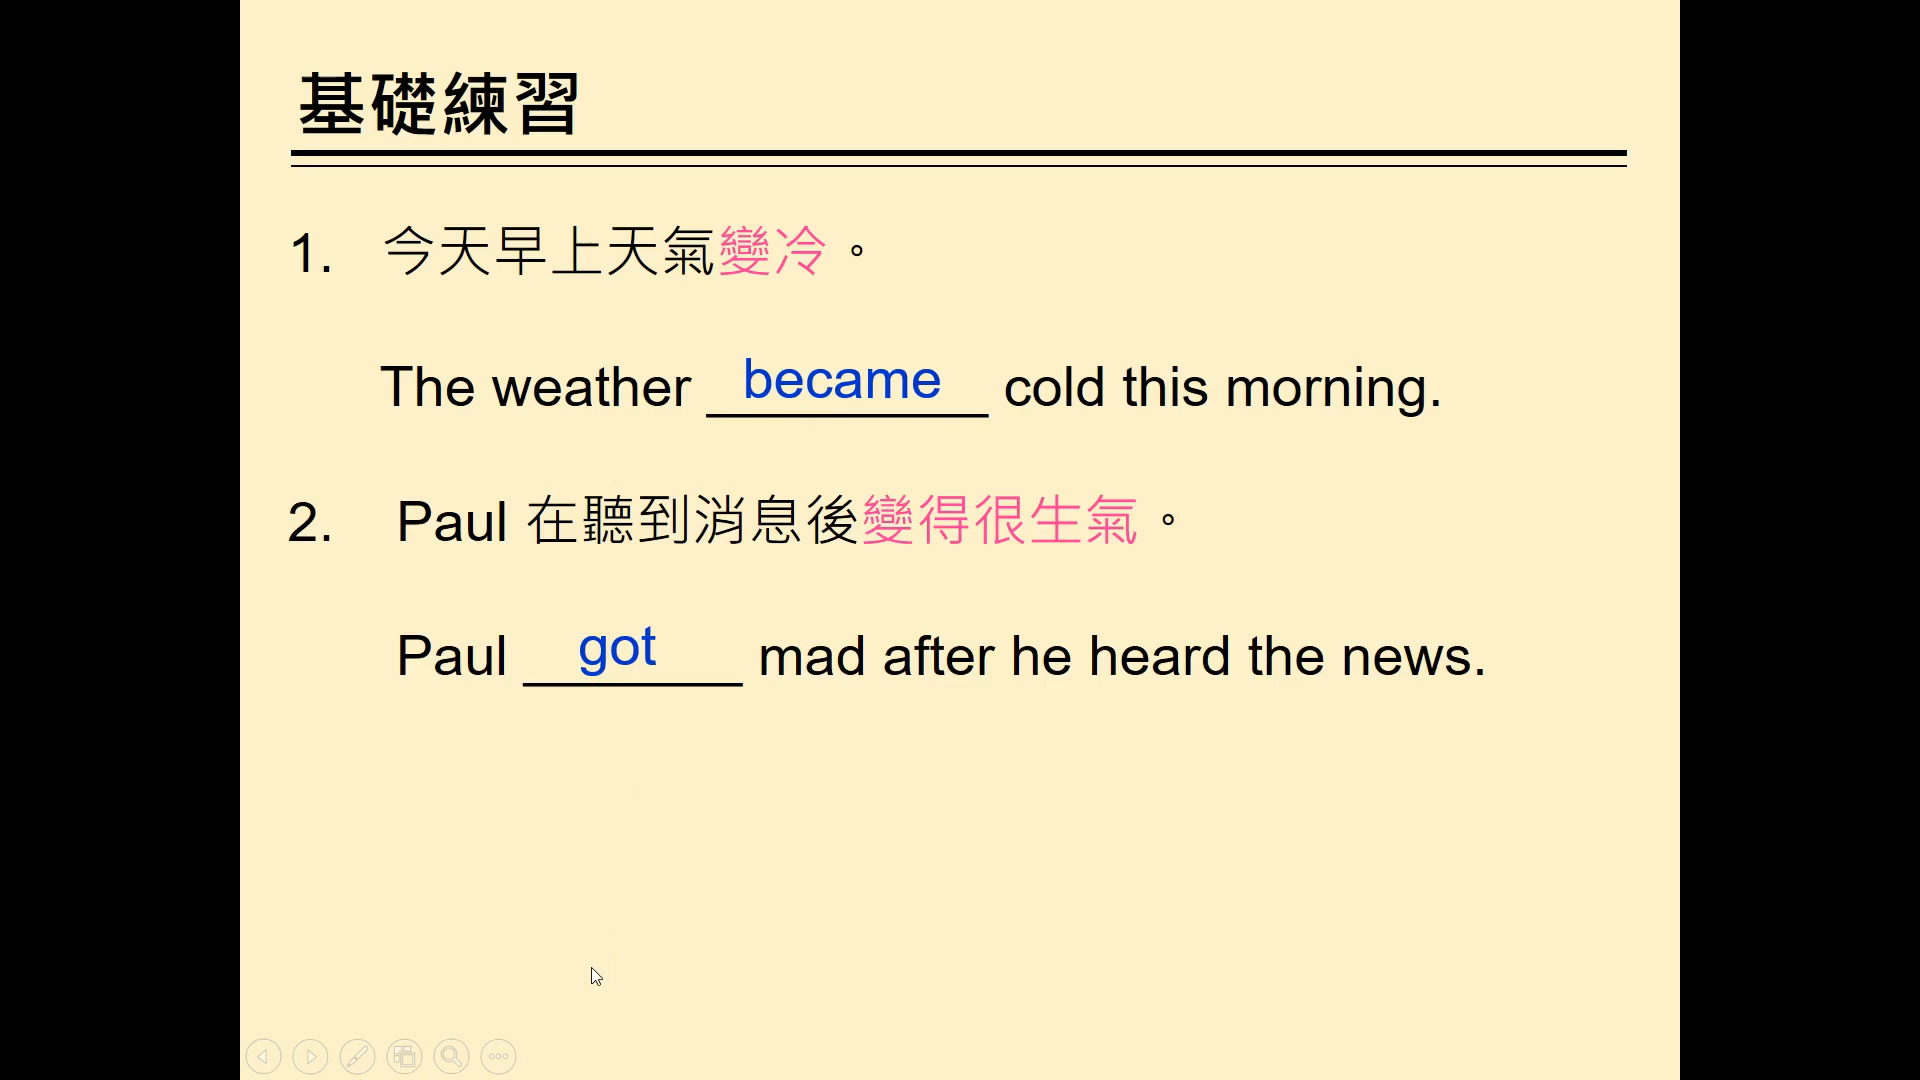 基礎練習
1. 今天早上天氣變冷。
The weather became cold this morning.
2. Paul 在聽到消息後變得很生氣。
Paul got mad after he heard the news.